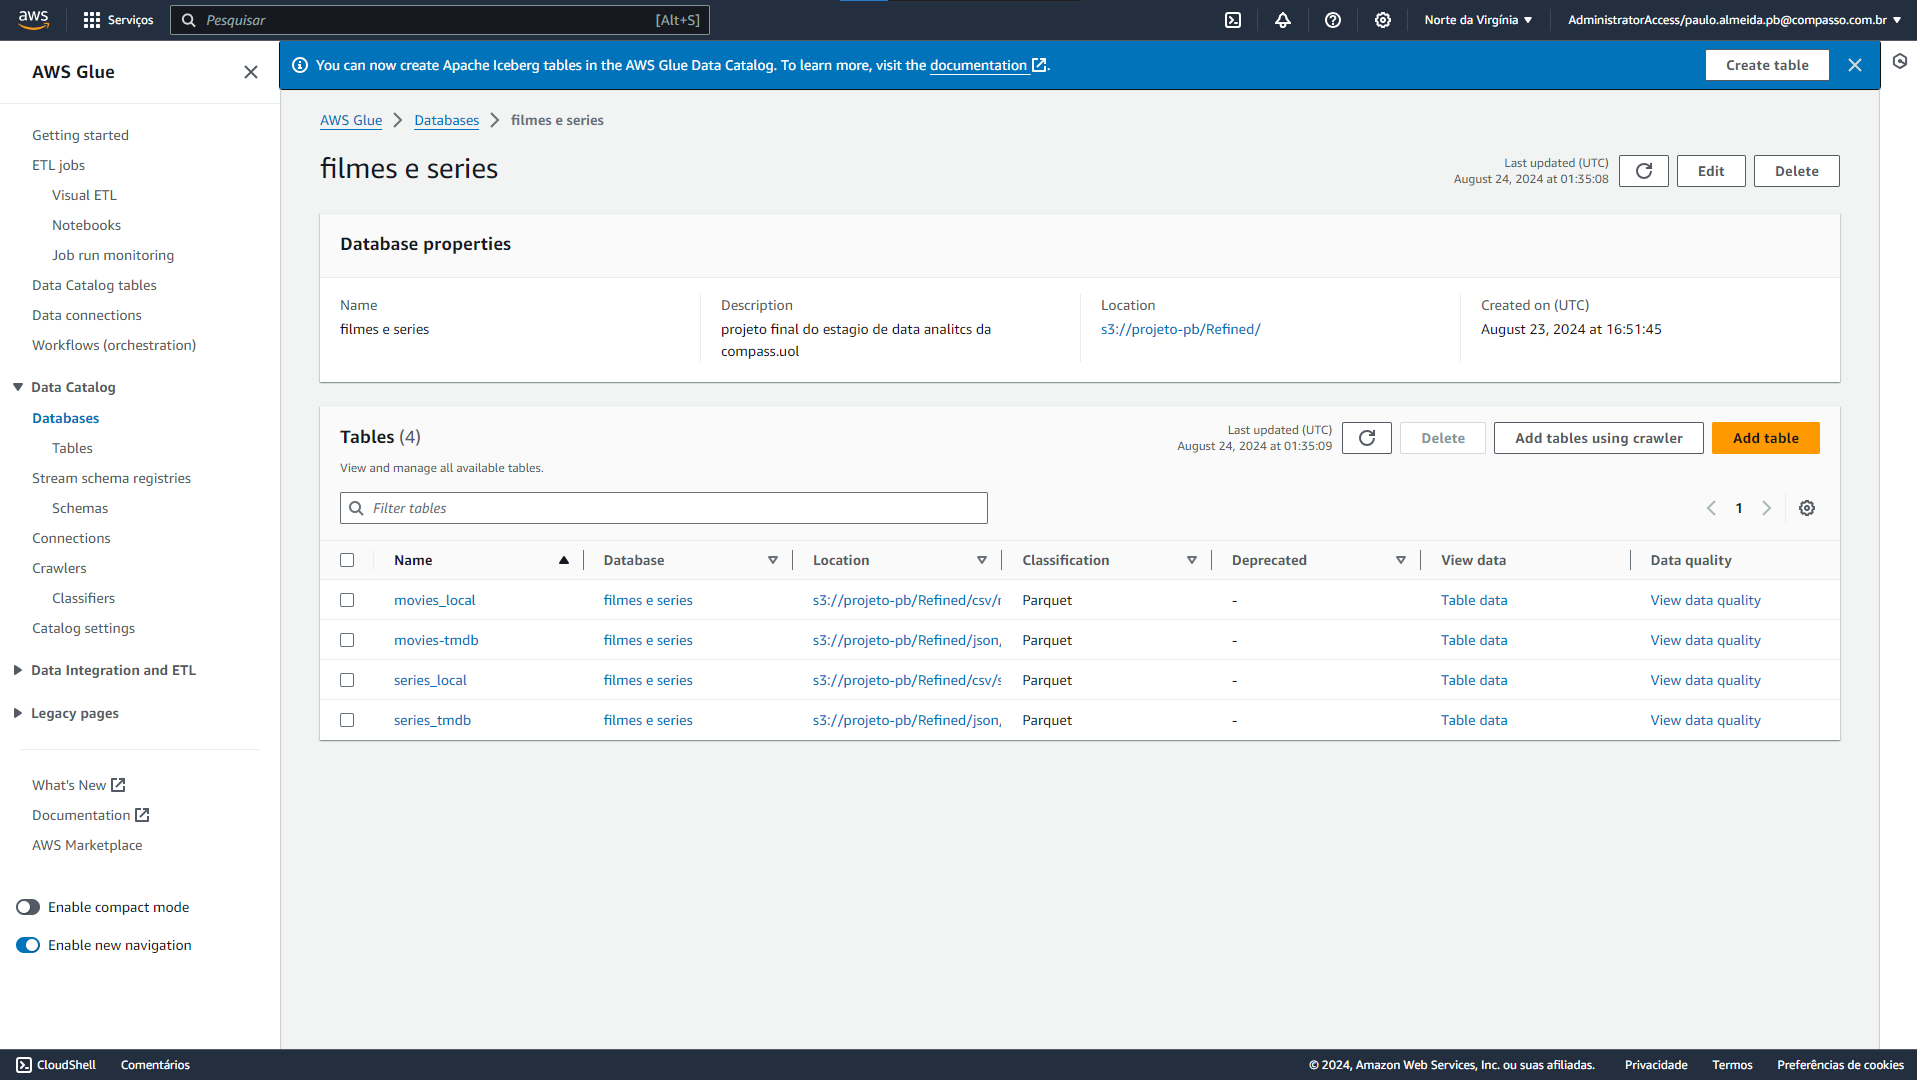 aws
Serviços
Pesquisar
[Alt+S]
Norte da Virgínia
AdministratorAccess/paulo.almeida.pb@compasso.com.br
AWS Glue
Getting started
ETL jobs
Visual ETL
Notebooks
Job run monitoring
Data Catalog tables
Data connections
Workflows (orchestration)
Data Catalog
Databases
Tables
Stream schema registries
Schemas
Connections
Crawlers
Classifiers
Catalog settings
Data Integration and ETL
Legacy pages
What's New
Documentation
AWS Marketplace
Enable compact mode
Enable new navigation
You can now create Apache Iceberg tables in the AWS Glue Data Catalog. To learn more, visit the documentation.
Create table
AWS Glue
Databases
filmes e series
filmes e series
Last updated (UTC)
August 24, 2024 at 01:35:08
Edit
Delete
Database properties
Name
filmes e series
Description
projeto final do estagio de data analitcs da
compass.uol
Location
s3://projeto-pb/Refined/
Created on (UTC)
August 23, 2024 at 16:51:45
Tables (4)
View and manage all available tables.
Last updated (UTC)
August 24, 2024 at 01:35:09
Delete
Add tables using crawler
Add table
Filter tables
1
Name Database Location Classification Deprecated View data Data quality
movies_local filmes e series s3://projeto-pb/Refined/csv/r Parquet - Table data View data quality
movies-tmdb filmes e series s3://projeto-pb/Refined/json, Parquet - Table data View data quality
series_local filmes e series s3://projeto-pb/Refined/csv/s Parquet - Table data View data quality
series_tmdb filmes e series s3://projeto-pb/Refined/json, Parquet - Table data View data quality
CloudShell
Comentários
© 2024, Amazon Web Services, Inc. ou suas afiliadas.
Privacidade
Termos
Preferências de cookies